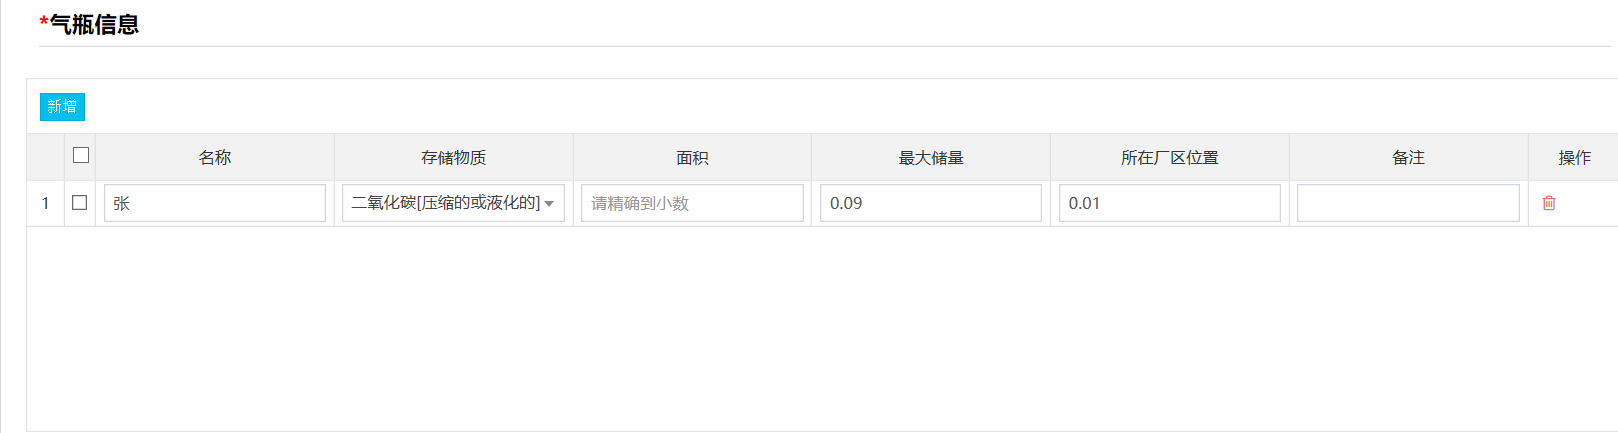 *气瓶信息
新增
名称 存储物质 面积 最大储量 所在厂区位置 备注 操作
1 张 二氧化碳[压缩的或液化的] 请精确到小数 0.09 0.01